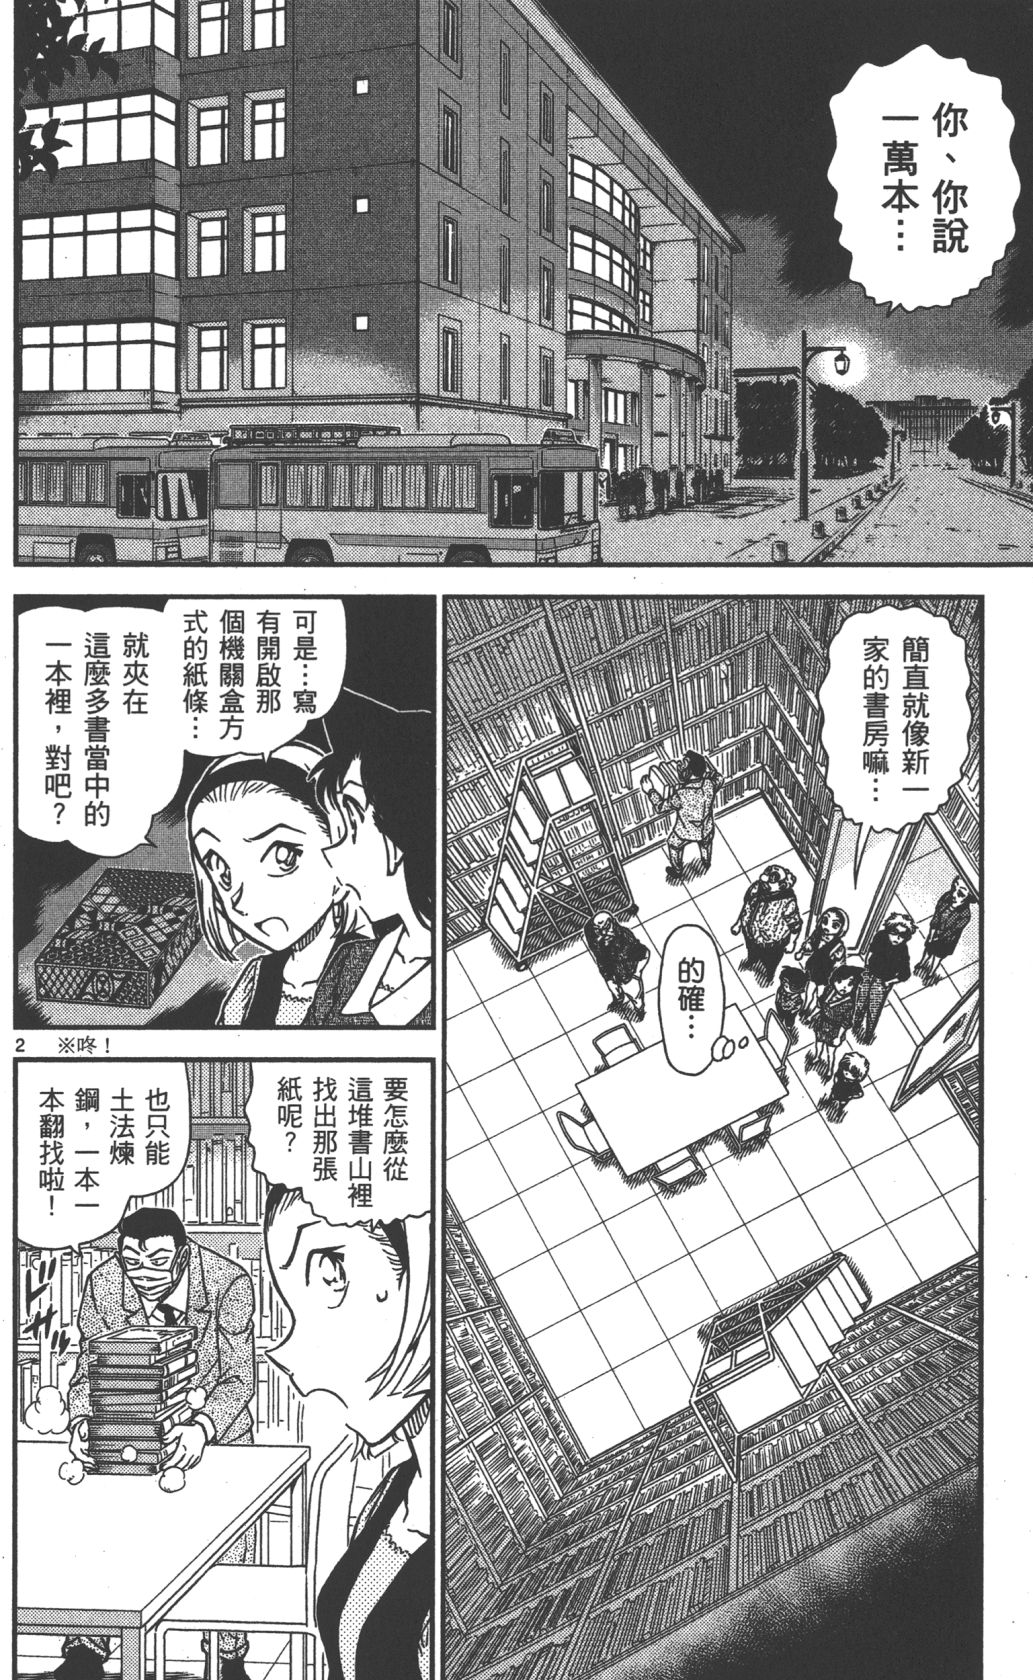 你、你說
一萬本…
簡直就像新一
家的書房嘛…
的確…
可是…寫
有開啟那
個機關盒方
式的紙條…
就夾在
這麼多書當中的
一本裡，對吧？
2
※咚！
要怎麼從
這堆書山裡
找出那張
紙呢？
也只能
土法煉
鋼，一本一
本翻找啦！
ドガッ